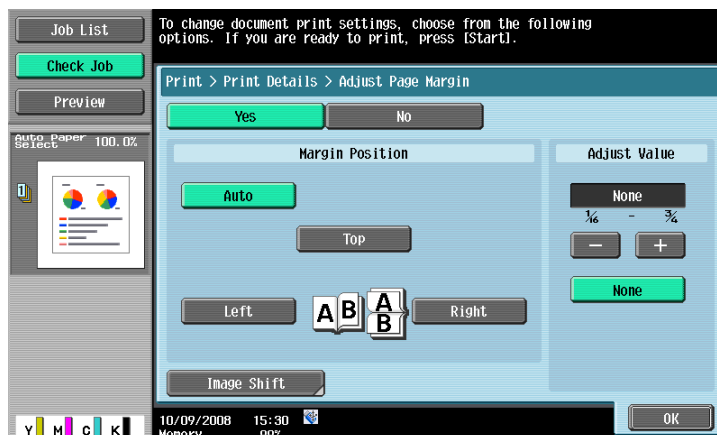 Job List
Check Job
Preview
Auto Paper
Select 100.0%
1
To change document print settings, choose from the following
options. If you are ready to print, press [Start].
Print > Print Details > Adjust Page Margin
Yes
No
Margin Position
Auto
Top
Left
A B
A
B
Right
Image Shift
Adjust Value
None
1/16 - 3/4
− +
None
Y M C K
10/09/2008 15:30
Memory 00%
OK